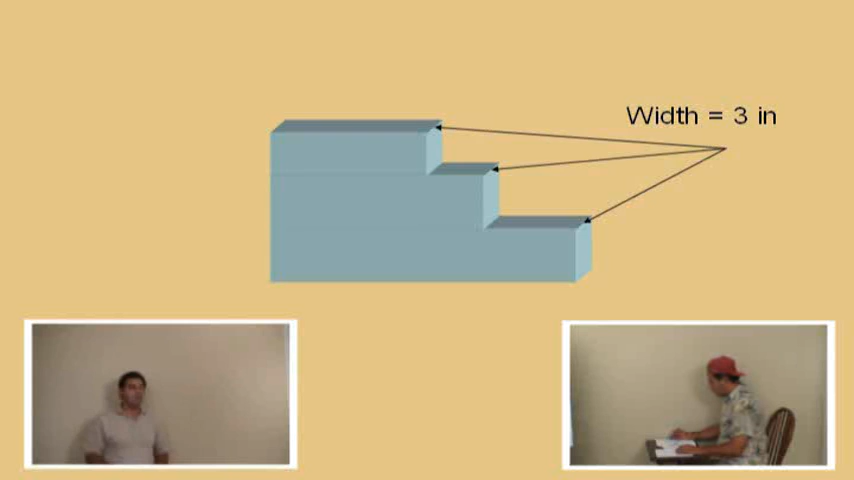 Width = 3 in